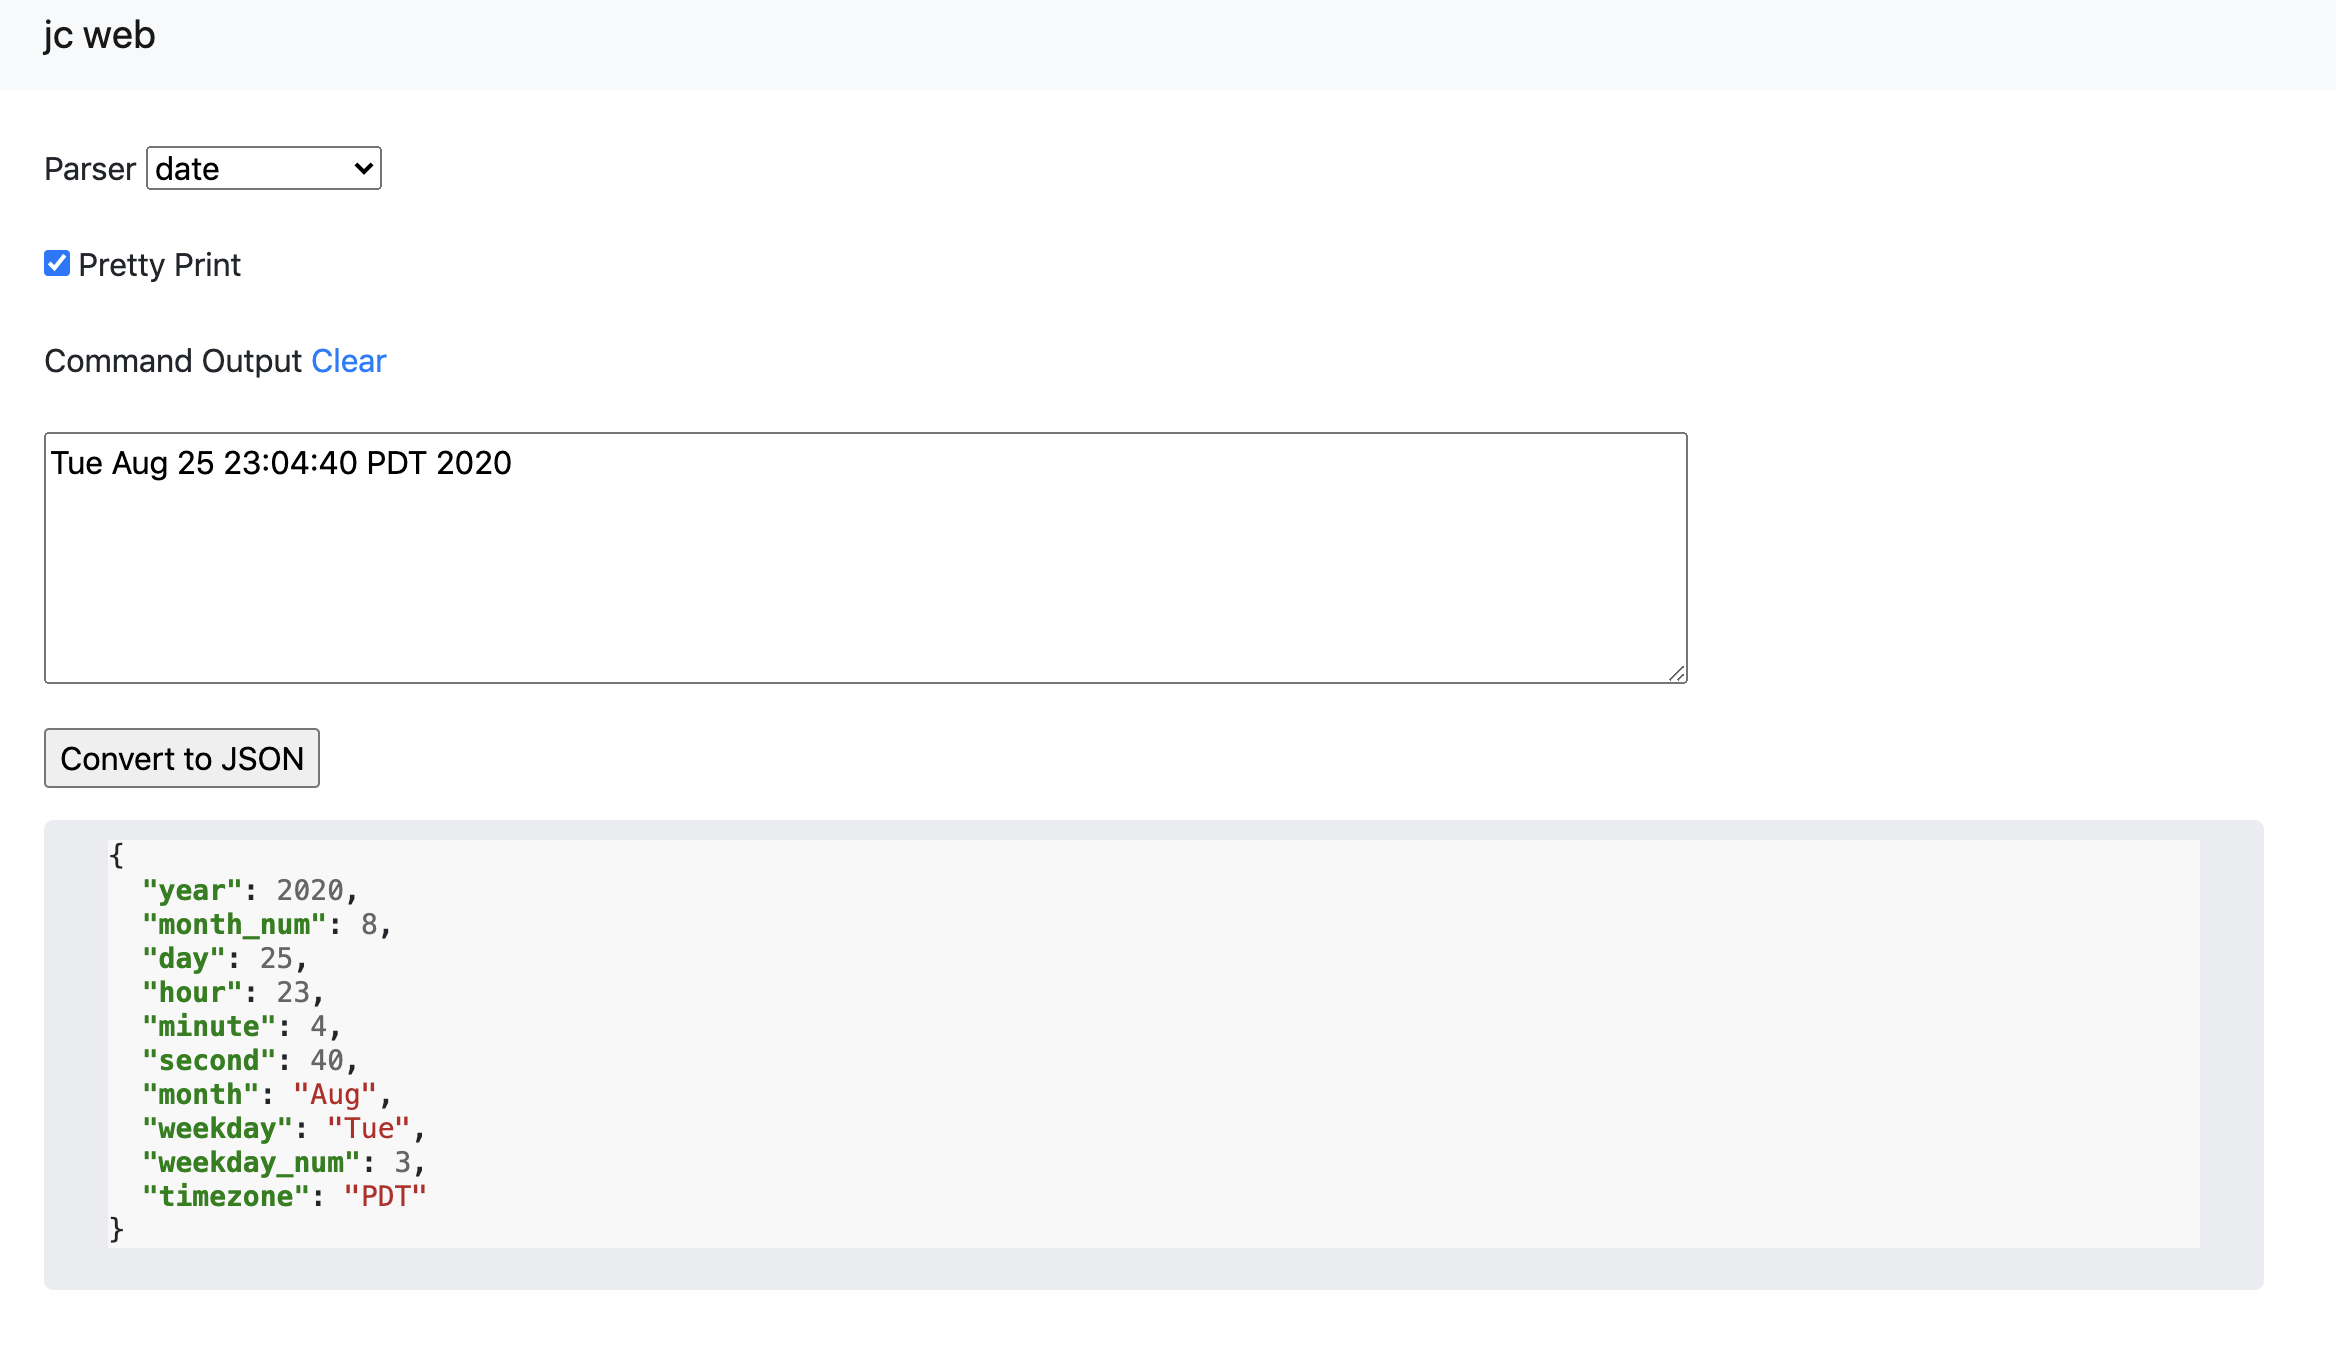 jc web
Parser date
Pretty Print
Command Output Clear
Tue Aug 25 23:04:40 PDT 2020
Convert to JSON
{
  "year": 2020,
  "month_num": 8,
  "day": 25,
  "hour": 23,
  "minute": 4,
  "second": 40,
  "month": "Aug",
  "weekday": "Tue",
  "weekday_num": 3,
  "timezone": "PDT"
}